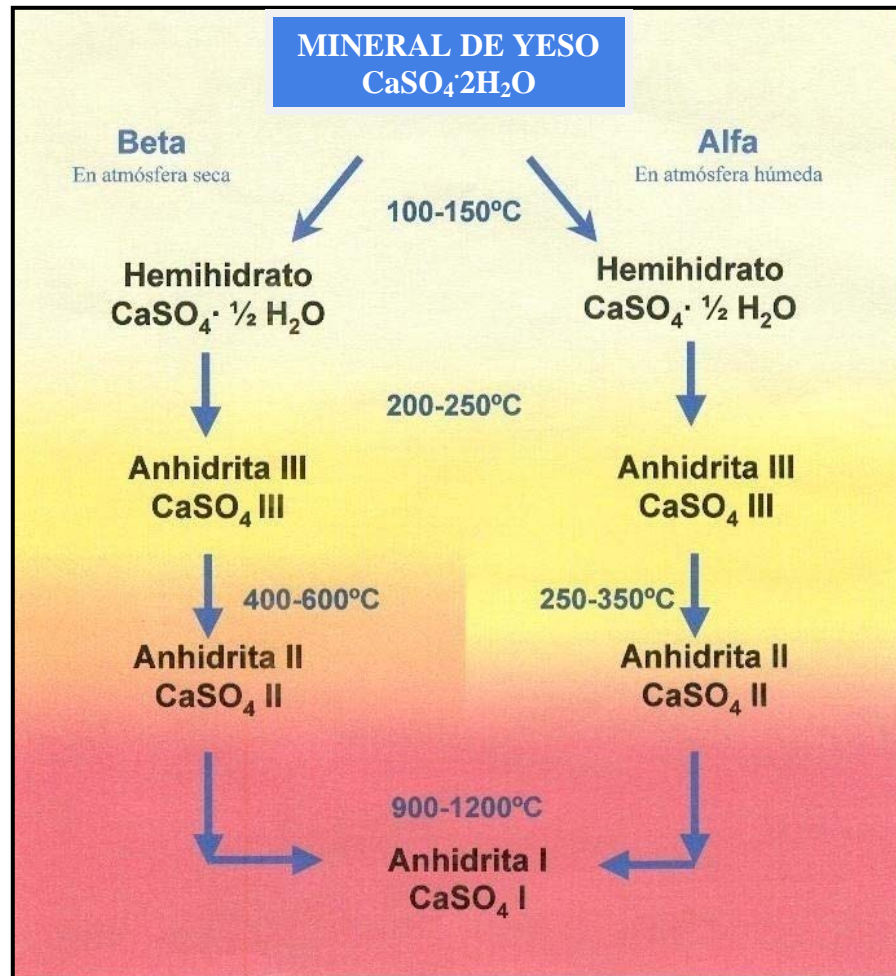 MINERAL DE YESO
CaSO₄·2H₂O
Beta
En atmósfera seca
Alfa
En atmósfera húmeda
100-150ºC
Hemihidrato
CaSO₄· ½ H₂O
Hemihidrato
CaSO₄· ½ H₂O
200-250ºC
Anhidrita III
CaSO₄ III
Anhidrita III
CaSO₄ III
400-600ºC
250-350ºC
Anhidrita II
CaSO₄ II
Anhidrita II
CaSO₄ II
900-1200ºC
Anhidrita I
CaSO₄ I